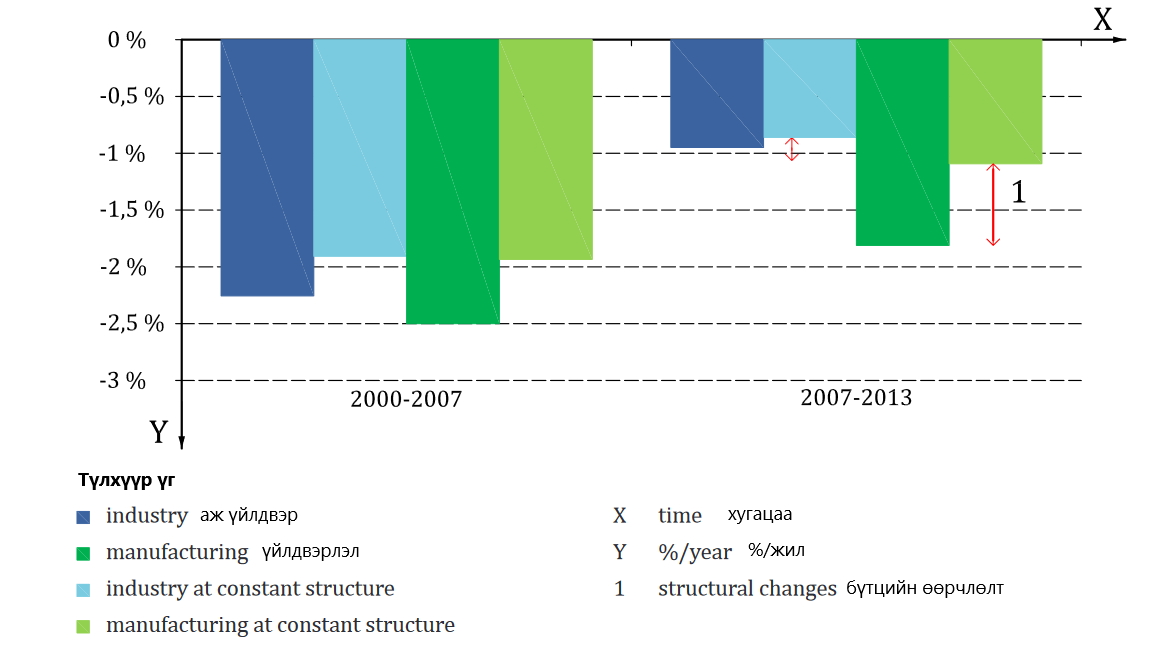 X
0 %
-0,5 %
-1 %
-1,5 %
1
-2 %
-2,5 %
-3 %
2000-2007
2007-2013
Y
Түлхүүр үг
industry аж үйлдвэр
manufacturing үйлдвэрлэл
industry at constant structure
manufacturing at constant structure
X time хугацаа
Y %/year %/жил
1 structural changes бүтцийн өөрчлөлт